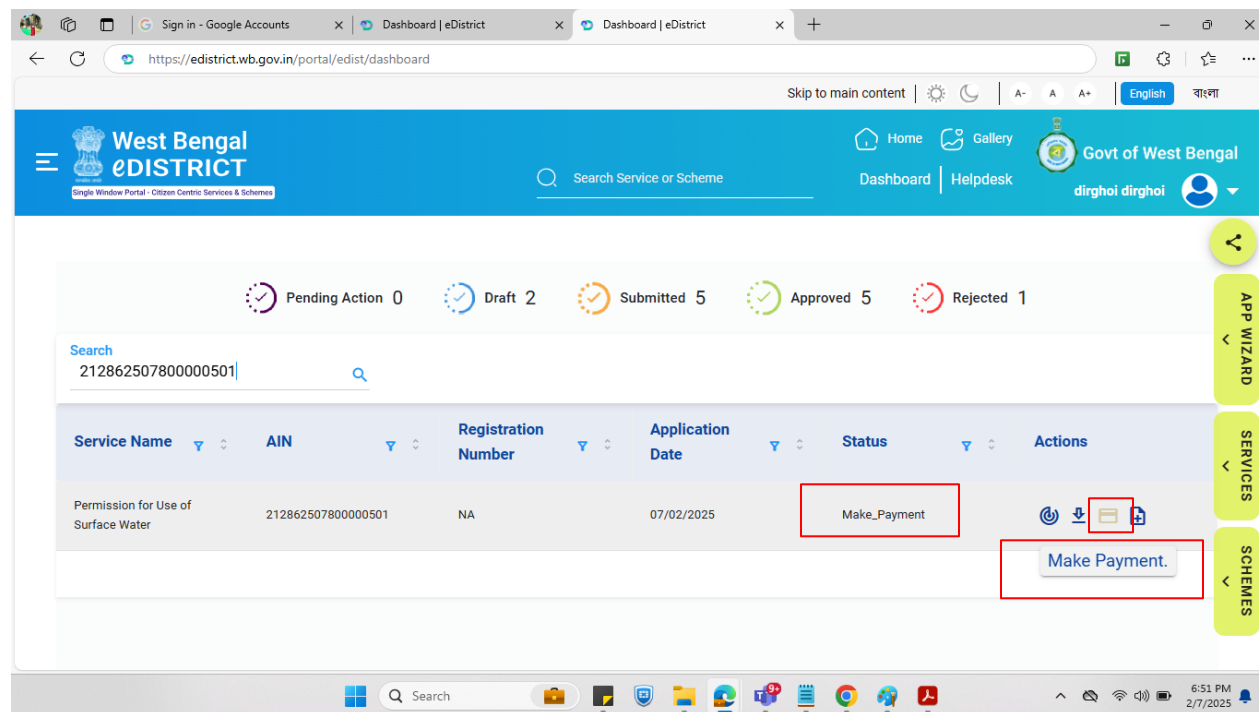 Sign in - Google Accounts
Dashboard | eDistrict
Dashboard | eDistrict
https://edistrict.wb.gov.in/portal/edist/dashboard
Skip to main content
A-
A
A+
English
বাংলা
West Bengal
eDISTRICT
Single Window Portal - Citizen Centric Services & Schemes
Search Service or Scheme
Home
Gallery
Dashboard
Helpdesk
Govt of West Bengal
dirghoi dirghoi
Pending Action 0
Draft 2
Submitted 5
Approved 5
Rejected 1
APP WIZARD
SERVICES
SCHEMES
Search
212862507800000501
Service Name
AIN
Registration
Number
Application
Date
Status
Actions
Permission for Use of
Surface Water
212862507800000501
NA
07/02/2025
Make_Payment
Make Payment.
Search
9+
6:51 PM
2/7/2025